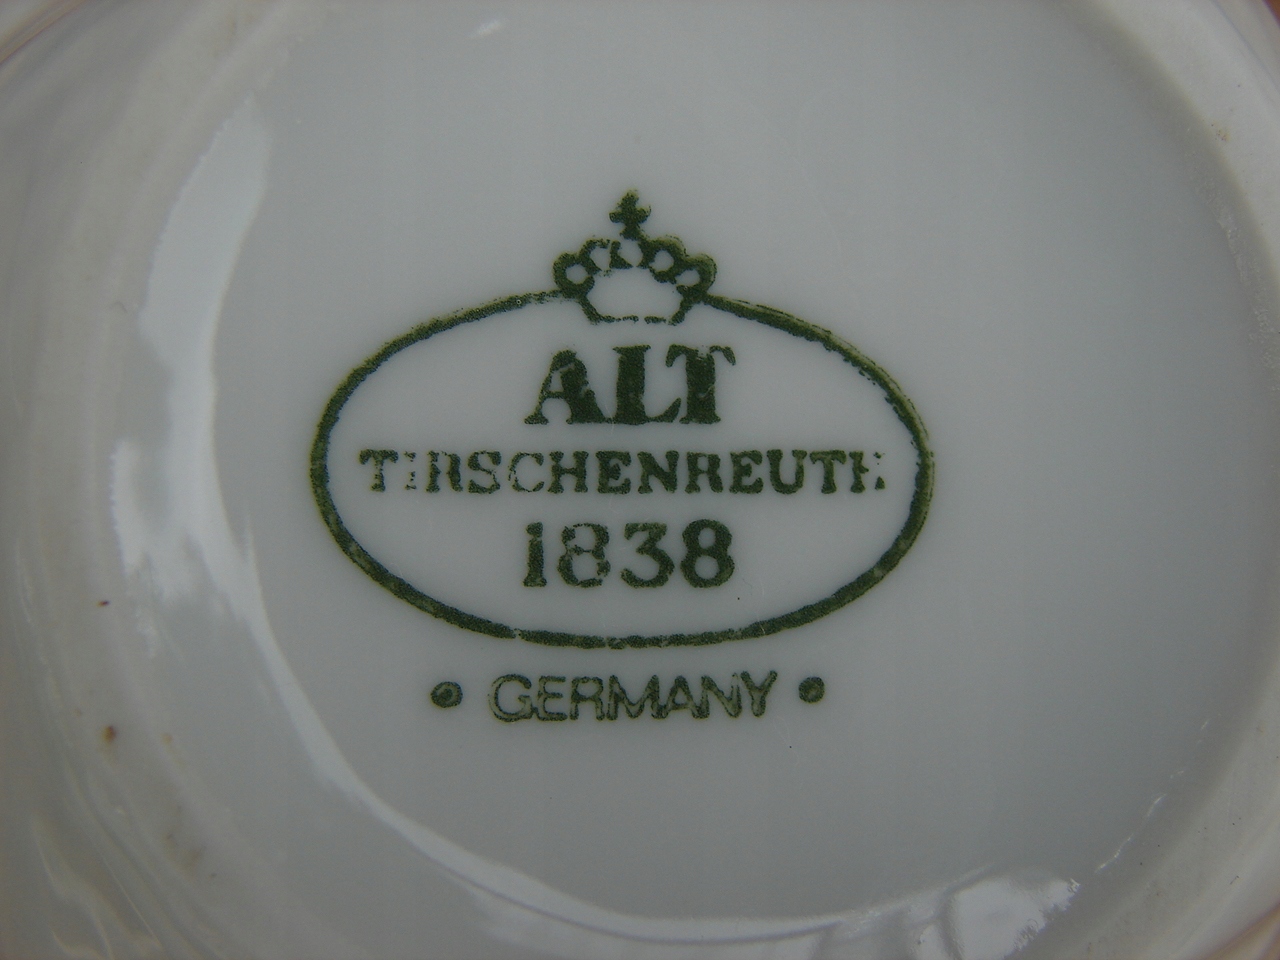 ALT
TIRSCHENREUTH
1838
• GERMANY •